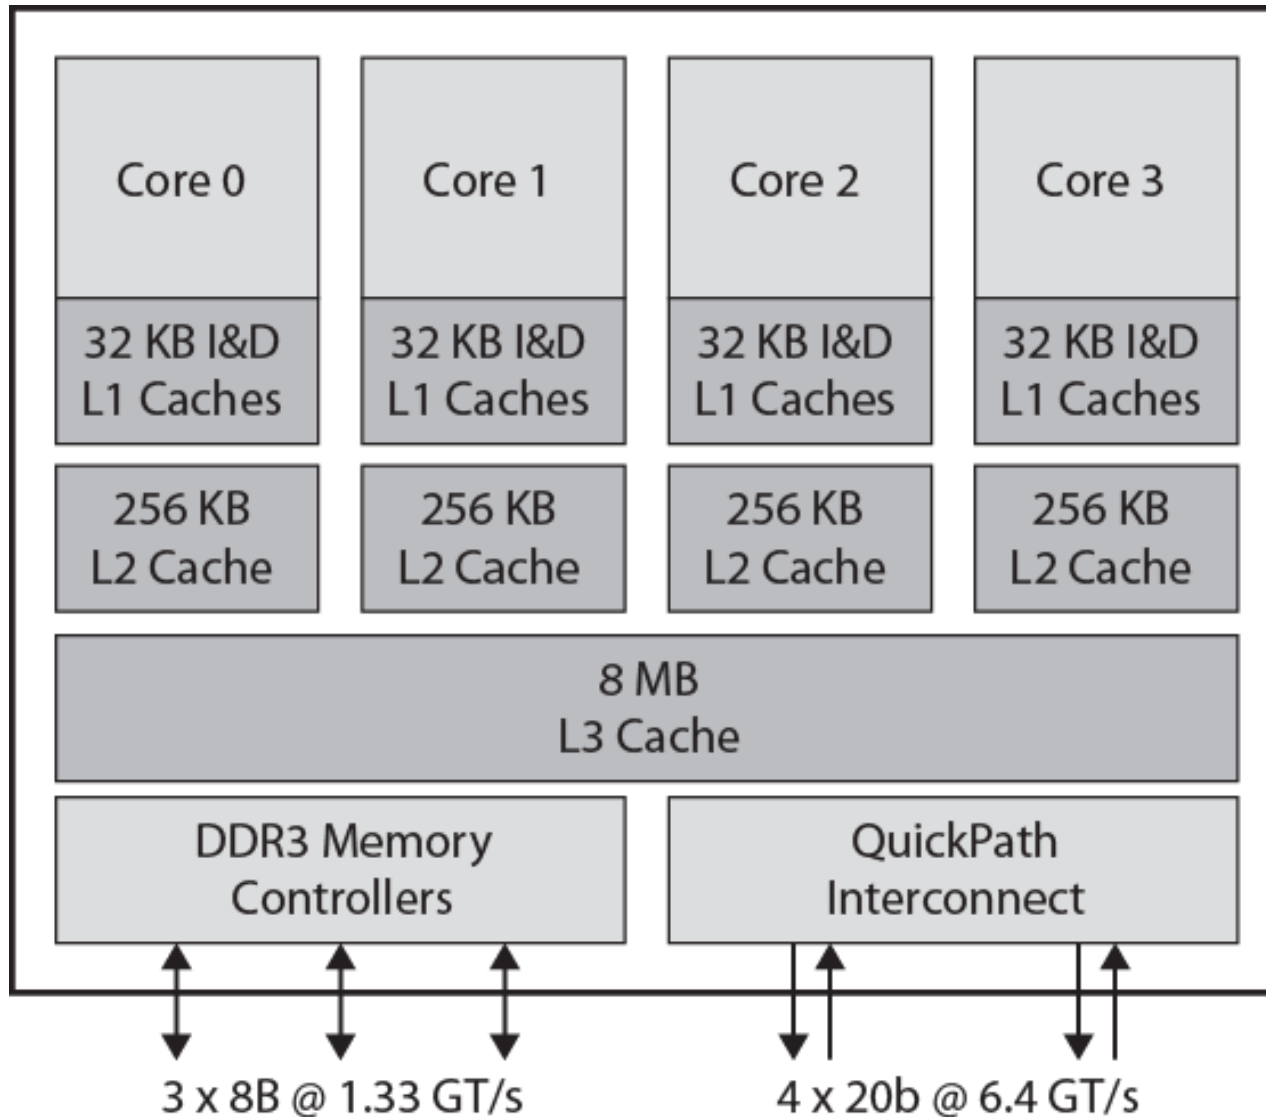 Core 0
Core 1
Core 2
Core 3
32 KB I&D
L1 Caches
32 KB I&D
L1 Caches
32 KB I&D
L1 Caches
32 KB I&D
L1 Caches
256 KB
L2 Cache
256 KB
L2 Cache
256 KB
L2 Cache
256 KB
L2 Cache
8 MB
L3 Cache
DDR3 Memory
Controllers
QuickPath
Interconnect
3 x 8B @ 1.33 GT/s
4 x 20b @ 6.4 GT/s